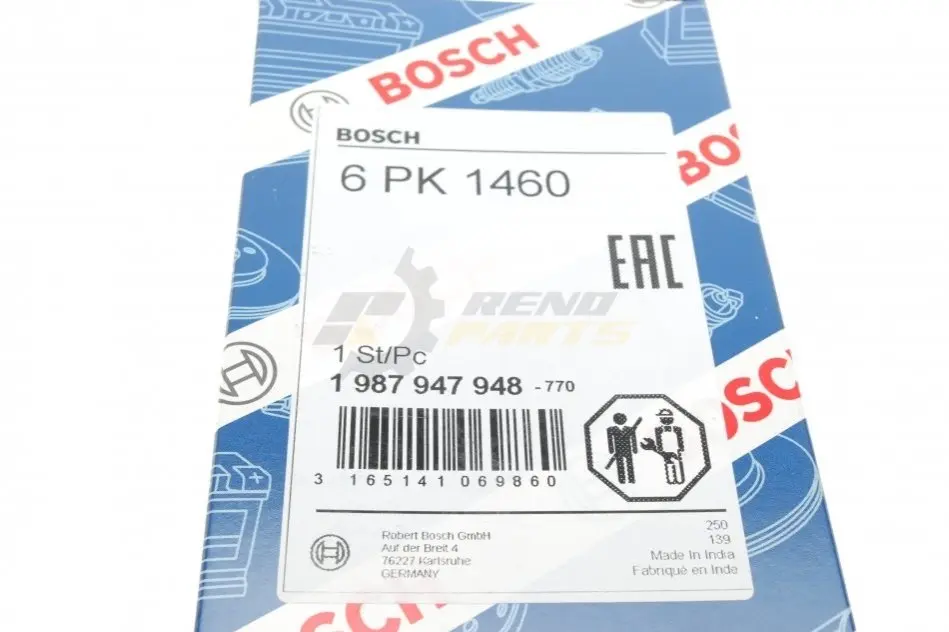 BOSCH
BOSCH
BOSCH
6 PK 1460
EAC
RENO
PARTS
1 St/Pc
1 987 947 948 - 770
BOSCH
3 165141 069860
Robert Bosch GmbH
Auf der Breit 4
76227 Karlsruhe
GERMANY
250
139
Made In India
Fabriqué en Inde